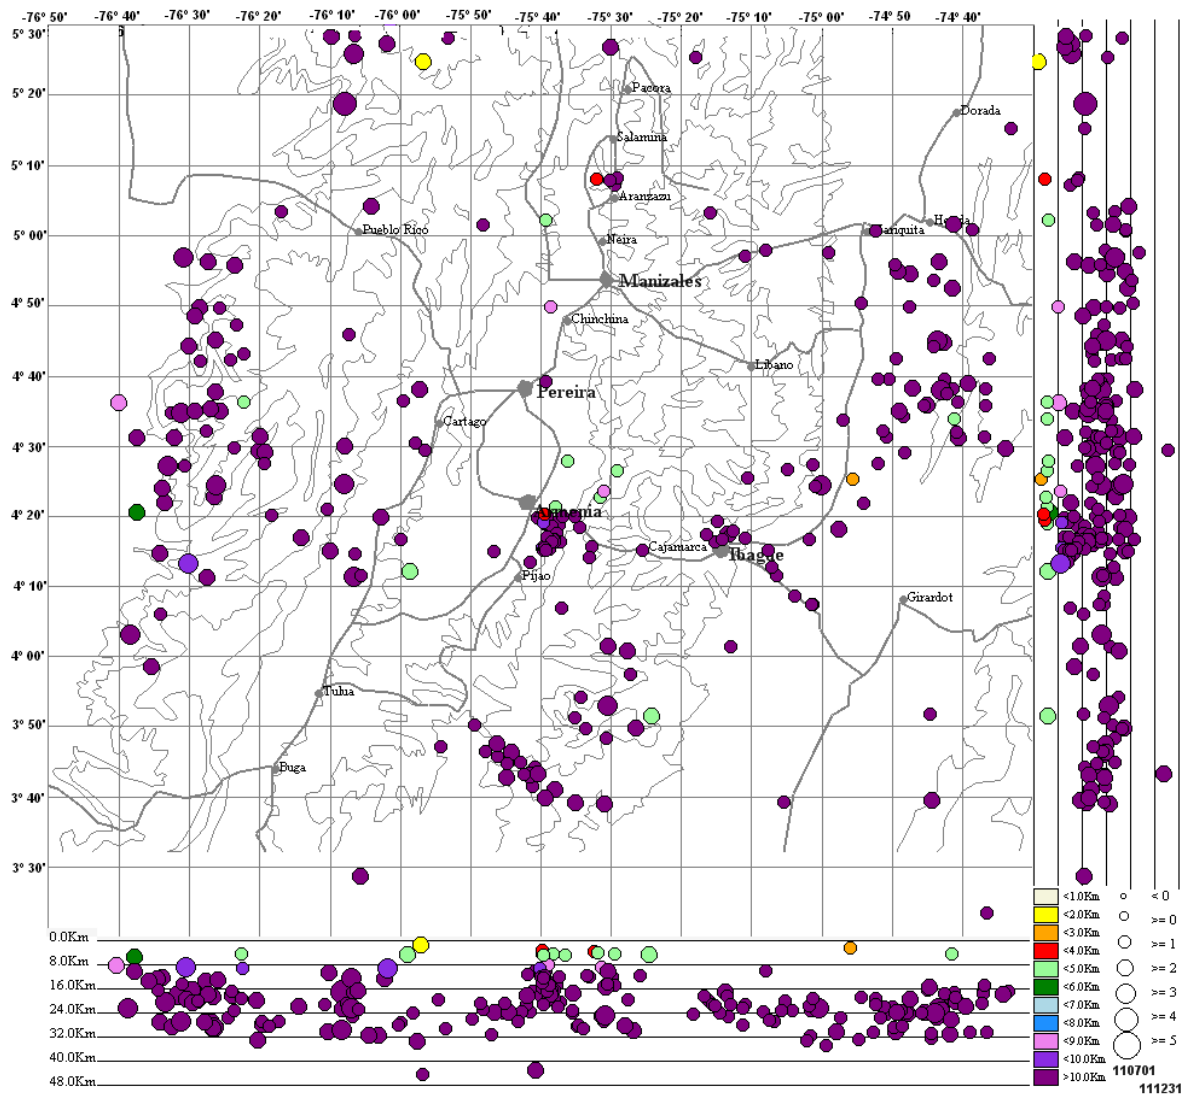 -76° 50' -76° 40' -76° 30' -76° 20' -76° 10' -76° 00' -75° 50' -75° 40' -75° 30' -75° 20' -75° 10' -75° 00' -74° 50' -74° 40'
5° 30'
5° 20'
Pacora
Dorada
Salamina
5° 10'
Aranzazu
5° 00'
Pueblo Rico
Neira
Honda
Mariquita
Manizales
4° 50'
Chinchina
Libano
4° 40'
Pereira
Cartago
4° 30'
4° 20'
Armenia
Cajamarca
Ibague
4° 10'
Pijao
Girardot
4° 00'
Tulua
3° 50'
Buga
3° 40'
3° 30'
0.0Km
8.0Km
16.0Km
24.0Km
32.0Km
40.0Km
48.0Km
<1.0Km
<2.0Km
<3.0Km
<4.0Km
<5.0Km
<6.0Km
<7.0Km
<8.0Km
<9.0Km
<10.0Km
>10.0Km
< 0
>= 0
>= 1
>= 2
>= 3
>= 4
>= 5
110701
111231